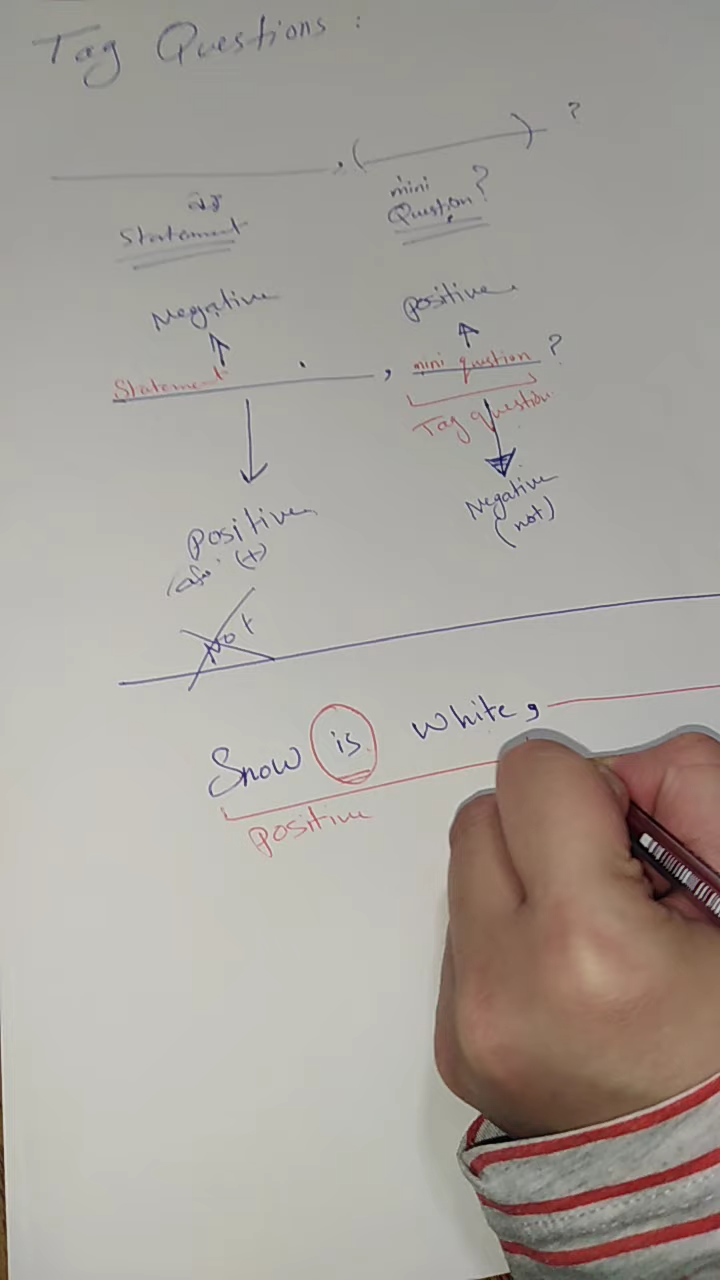 Tag Questions :
, ( ) ?
mini
Statement Question?
Negative positive
Statement , mini question ?
Tag question
positive Negative
(+) (not)
Not
Snow is white,
positive